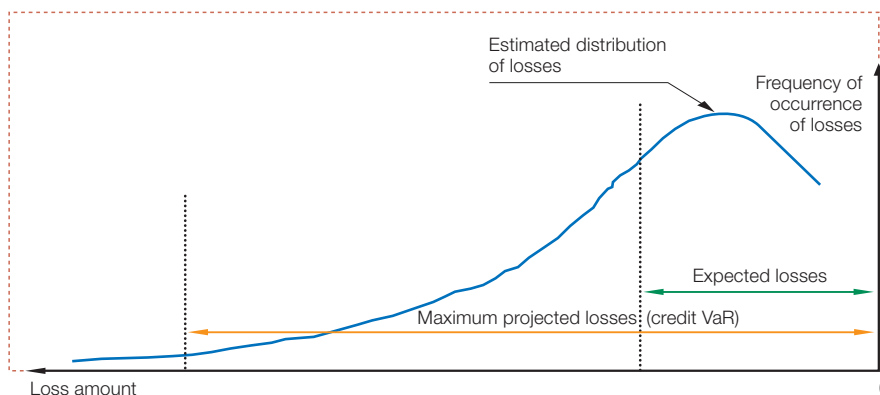 Estimated distribution
of losses
Frequency of
occurrence
of losses
Expected losses
Maximum projected losses (credit VaR)
Loss amount